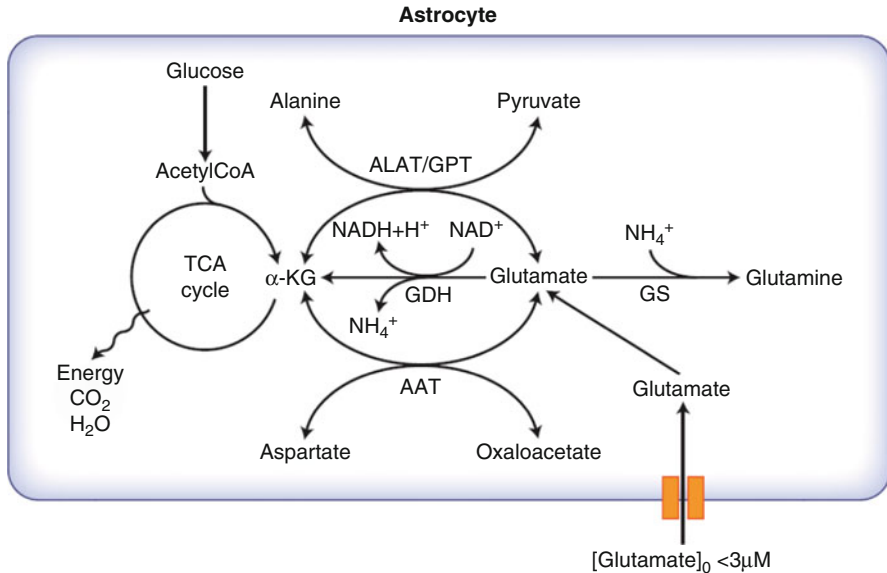 Astrocyte
Glucose
Alanine
Pyruvate
ALAT/GPT
AcetylCoA
NADH+H⁺
NAD⁺
NH₄⁺
TCA
cycle
α-KG
Glutamate
Glutamine
GDH
GS
NH₄⁺
Energy
CO₂
H₂O
AAT
Glutamate
Aspartate
Oxaloacetate
[Glutamate]₀ <3μM